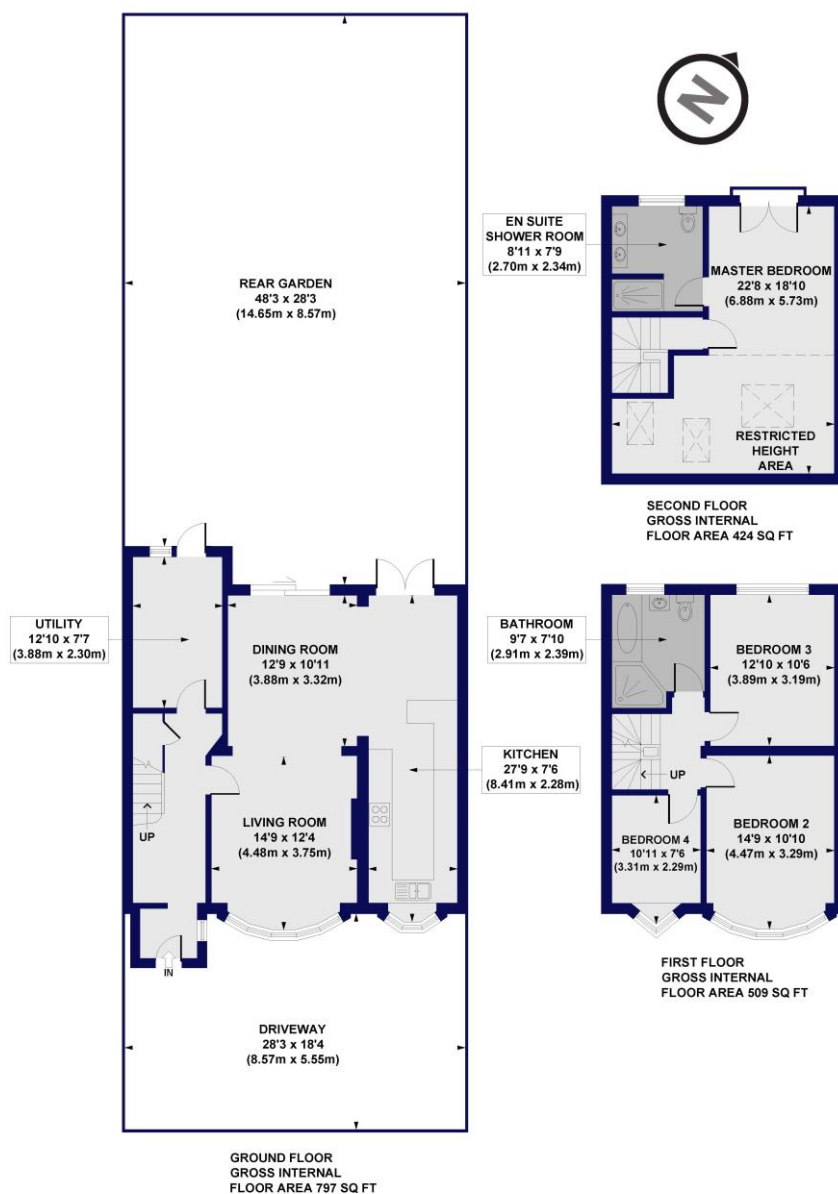 N
REAR GARDEN
48'3 x 28'3
(14.65m x 8.57m)
EN SUITE
SHOWER ROOM
8'11 x 7'9
(2.70m x 2.34m)
MASTER BEDROOM
22'8 x 18'10
(6.88m x 5.73m)
RESTRICTED
HEIGHT
AREA
SECOND FLOOR
GROSS INTERNAL
FLOOR AREA 424 SQ FT
UTILITY
12'10 x 7'7
(3.88m x 2.30m)
DINING ROOM
12'9 x 10'11
(3.88m x 3.32m)
KITCHEN
27'9 x 7'6
(8.41m x 2.28m)
LIVING ROOM
14'9 x 12'4
(4.48m x 3.75m)
UP
IN
DRIVEWAY
28'3 x 18'4
(8.57m x 5.55m)
GROUND FLOOR
GROSS INTERNAL
FLOOR AREA 797 SQ FT
BATHROOM
9'7 x 7'10
(2.91m x 2.39m)
BEDROOM 3
12'10 x 10'6
(3.89m x 3.19m)
UP
BEDROOM 4
10'11 x 7'6
(3.31m x 2.29m)
BEDROOM 2
14'9 x 10'10
(4.47m x 3.29m)
FIRST FLOOR
GROSS INTERNAL
FLOOR AREA 509 SQ FT